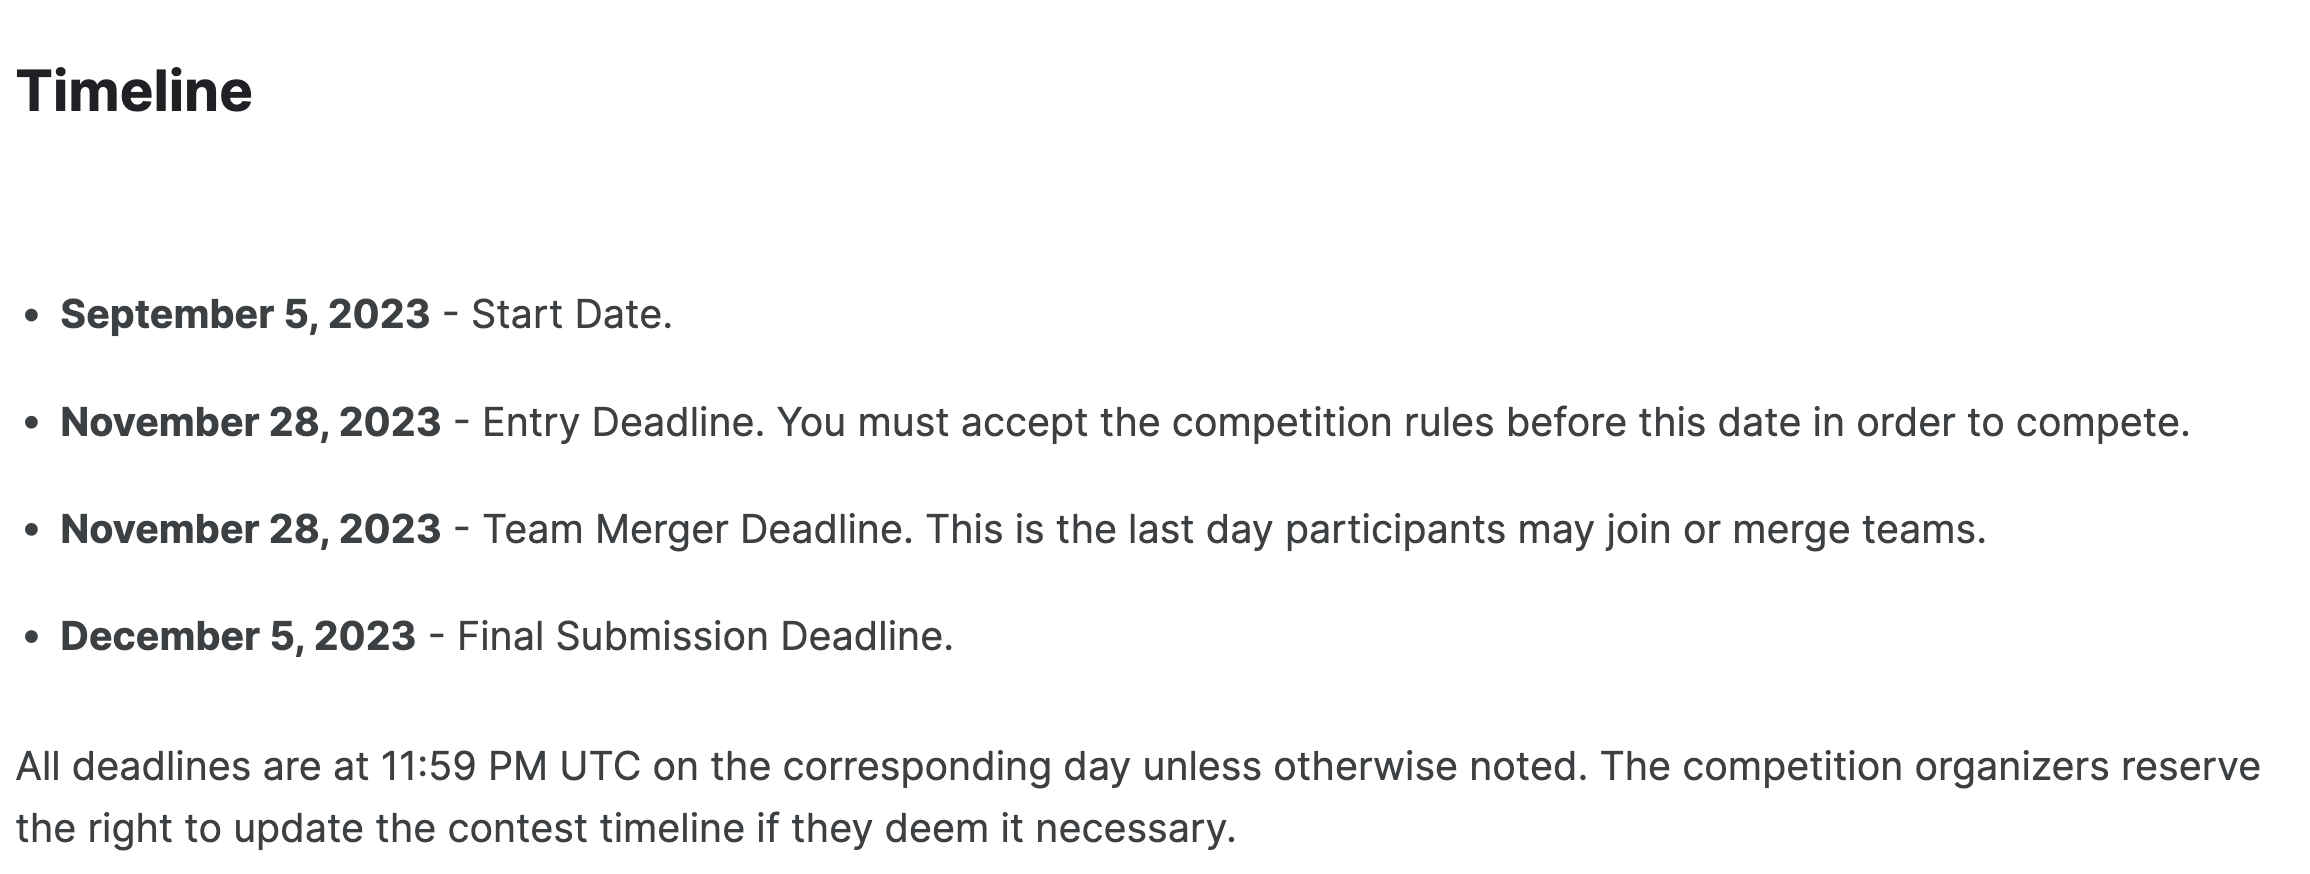 Timeline
• September 5, 2023 - Start Date.
• November 28, 2023 - Entry Deadline. You must accept the competition rules before this date in order to compete.
• November 28, 2023 - Team Merger Deadline. This is the last day participants may join or merge teams.
• December 5, 2023 - Final Submission Deadline.
All deadlines are at 11:59 PM UTC on the corresponding day unless otherwise noted. The competition organizers reserve
the right to update the contest timeline if they deem it necessary.